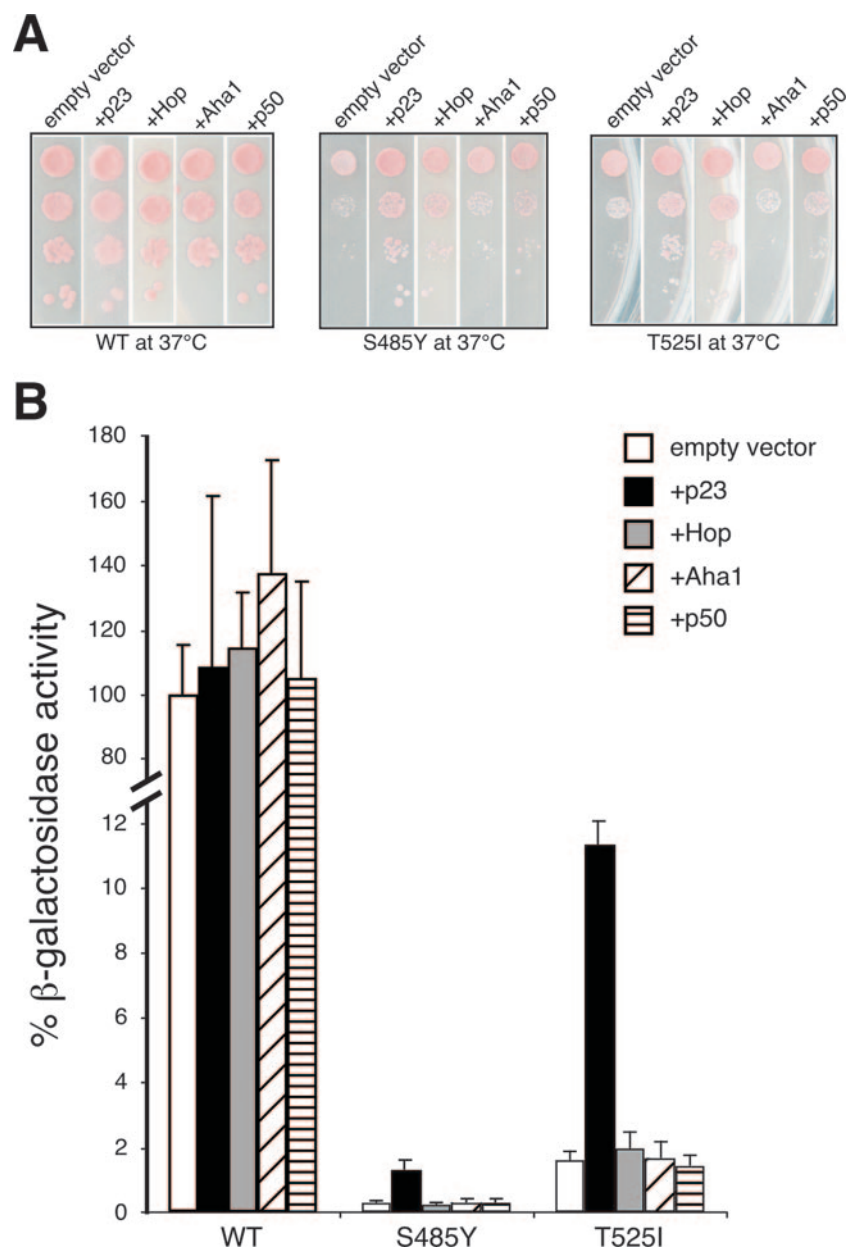 A
empty vector
+p23
+Hop
+Aha1
+p50
empty vector
+p23
+Hop
+Aha1
+p50
empty vector
+p23
+Hop
+Aha1
+p50
WT at 37°C
S485Y at 37°C
T525I at 37°C
B
% β-galactosidase activity
180
160
140
120
100
80
12
10
8
6
4
2
0
empty vector
+p23
+Hop
+Aha1
+p50
WT
S485Y
T525I